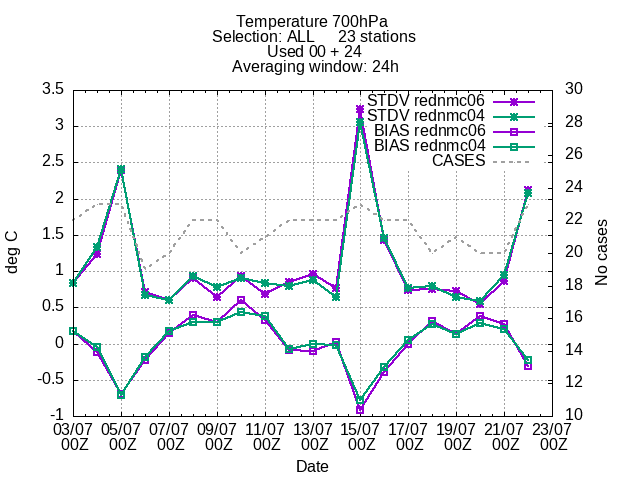 Temperature 700hPa
Selection: ALL 23 stations
Used 00 + 24
Averaging window: 24h
STDV rednmc06
STDV rednmc04
BIAS rednmc06
BIAS rednmc04
CASES
3.5
3
2.5
2
1.5
1
0.5
0
-0.5
-1
deg C
30
28
26
24
22
20
18
16
14
12
10
No cases
03/07 05/07 07/07 09/07 11/07 13/07 15/07 17/07 19/07 21/07 23/07
00Z 00Z 00Z 00Z 00Z 00Z 00Z 00Z 00Z 00Z 00Z
Date